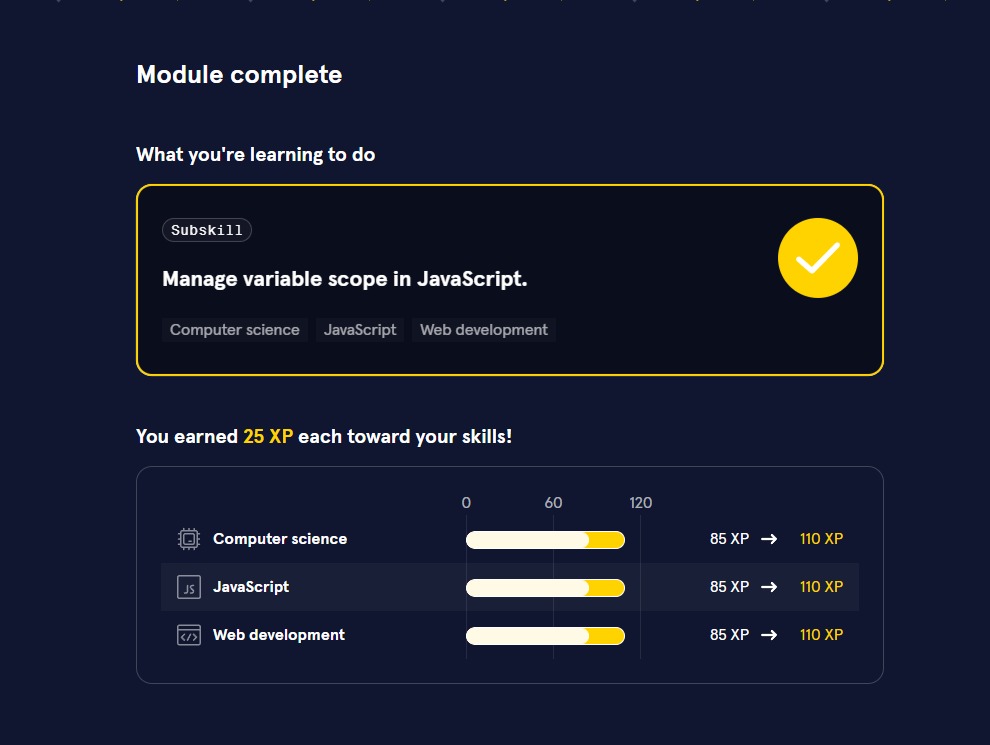 Module complete
What you're learning to do
Subskill
Manage variable scope in JavaScript.
Computer science JavaScript Web development
You earned 25 XP each toward your skills!
0 60 120
Computer science 85 XP → 110 XP
JS JavaScript 85 XP → 110 XP
</> Web development 85 XP → 110 XP